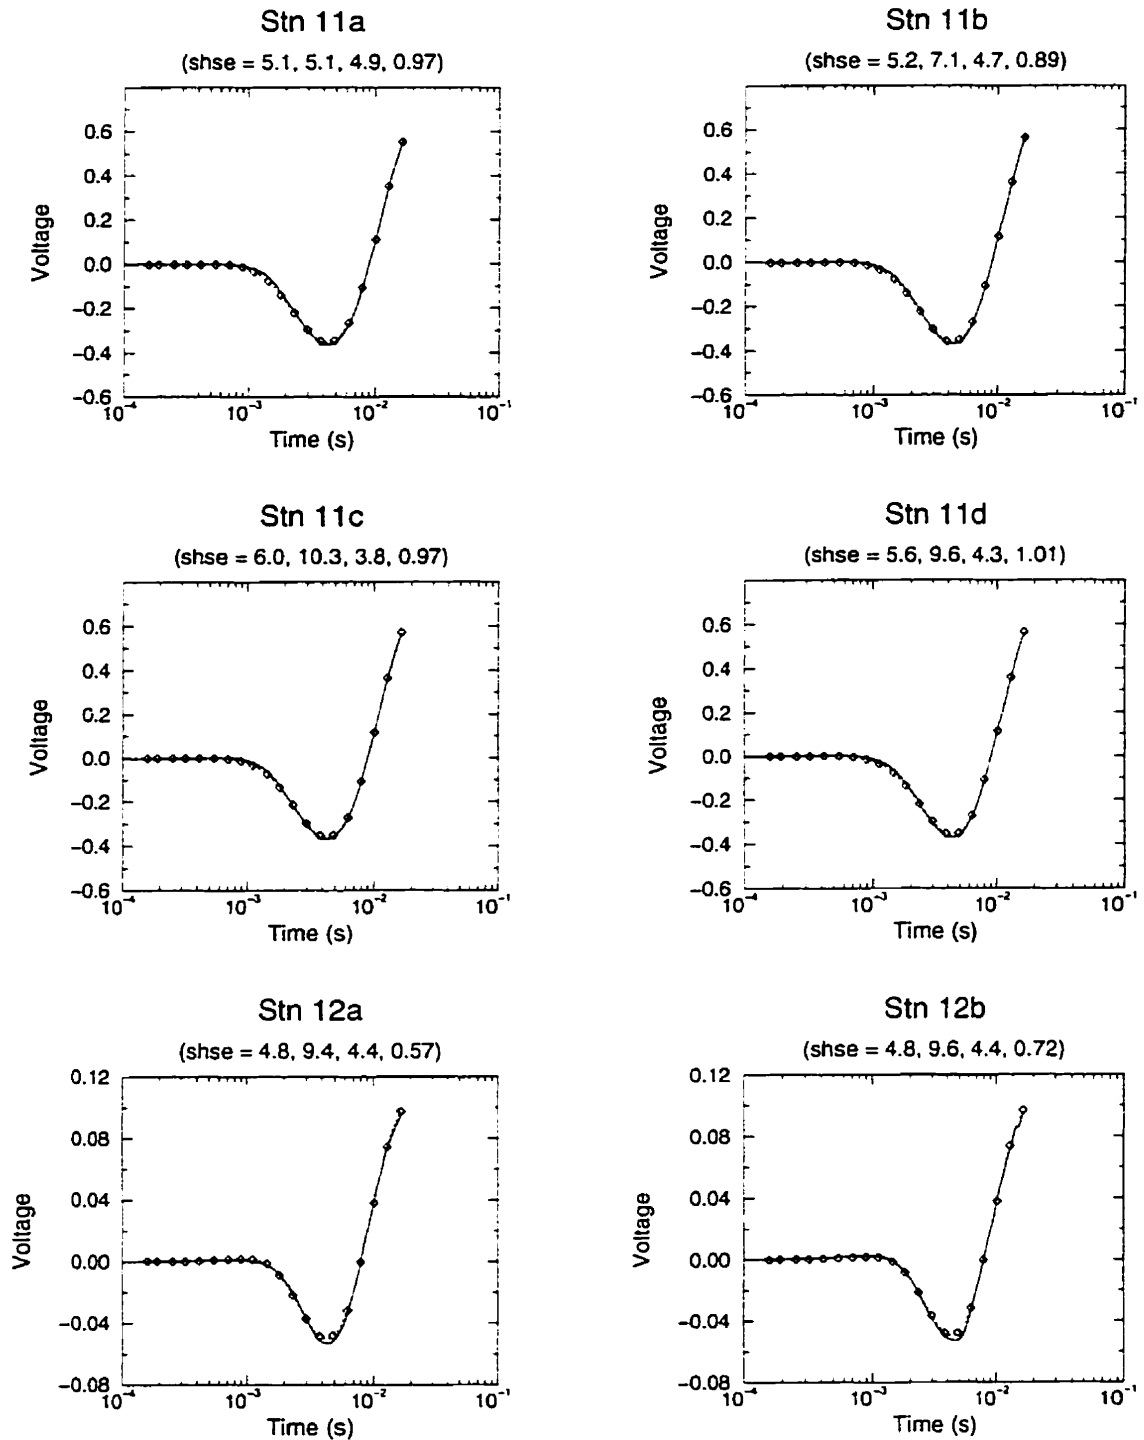 Stn 11a
(shse = 5.1, 5.1, 4.9, 0.97)
0.6
0.4
0.2
0.0
−0.2
−0.4
−0.6
Voltage
10⁻⁴ 10⁻³ 10⁻² 10⁻¹
Time (s)
Stn 11b
(shse = 5.2, 7.1, 4.7, 0.89)
0.6
0.4
0.2
0.0
−0.2
−0.4
−0.6
Voltage
10⁻⁴ 10⁻³ 10⁻² 10⁻¹
Time (s)
Stn 11c
(shse = 6.0, 10.3, 3.8, 0.97)
0.6
0.4
0.2
0.0
−0.2
−0.4
−0.6
Voltage
10⁻⁴ 10⁻³ 10⁻² 10⁻¹
Time (s)
Stn 11d
(shse = 5.6, 9.6, 4.3, 1.01)
0.6
0.4
0.2
0.0
−0.2
−0.4
−0.6
Voltage
10⁻⁴ 10⁻³ 10⁻² 10⁻¹
Time (s)
Stn 12a
(shse = 4.8, 9.4, 4.4, 0.57)
0.12
0.08
0.04
0.00
−0.04
−0.08
Voltage
10⁻⁴ 10⁻³ 10⁻² 10⁻¹
Time (s)
Stn 12b
(shse = 4.8, 9.6, 4.4, 0.72)
0.12
0.08
0.04
0.00
−0.04
−0.08
Voltage
10⁻⁴ 10⁻³ 10⁻² 10⁻¹
Time (s)